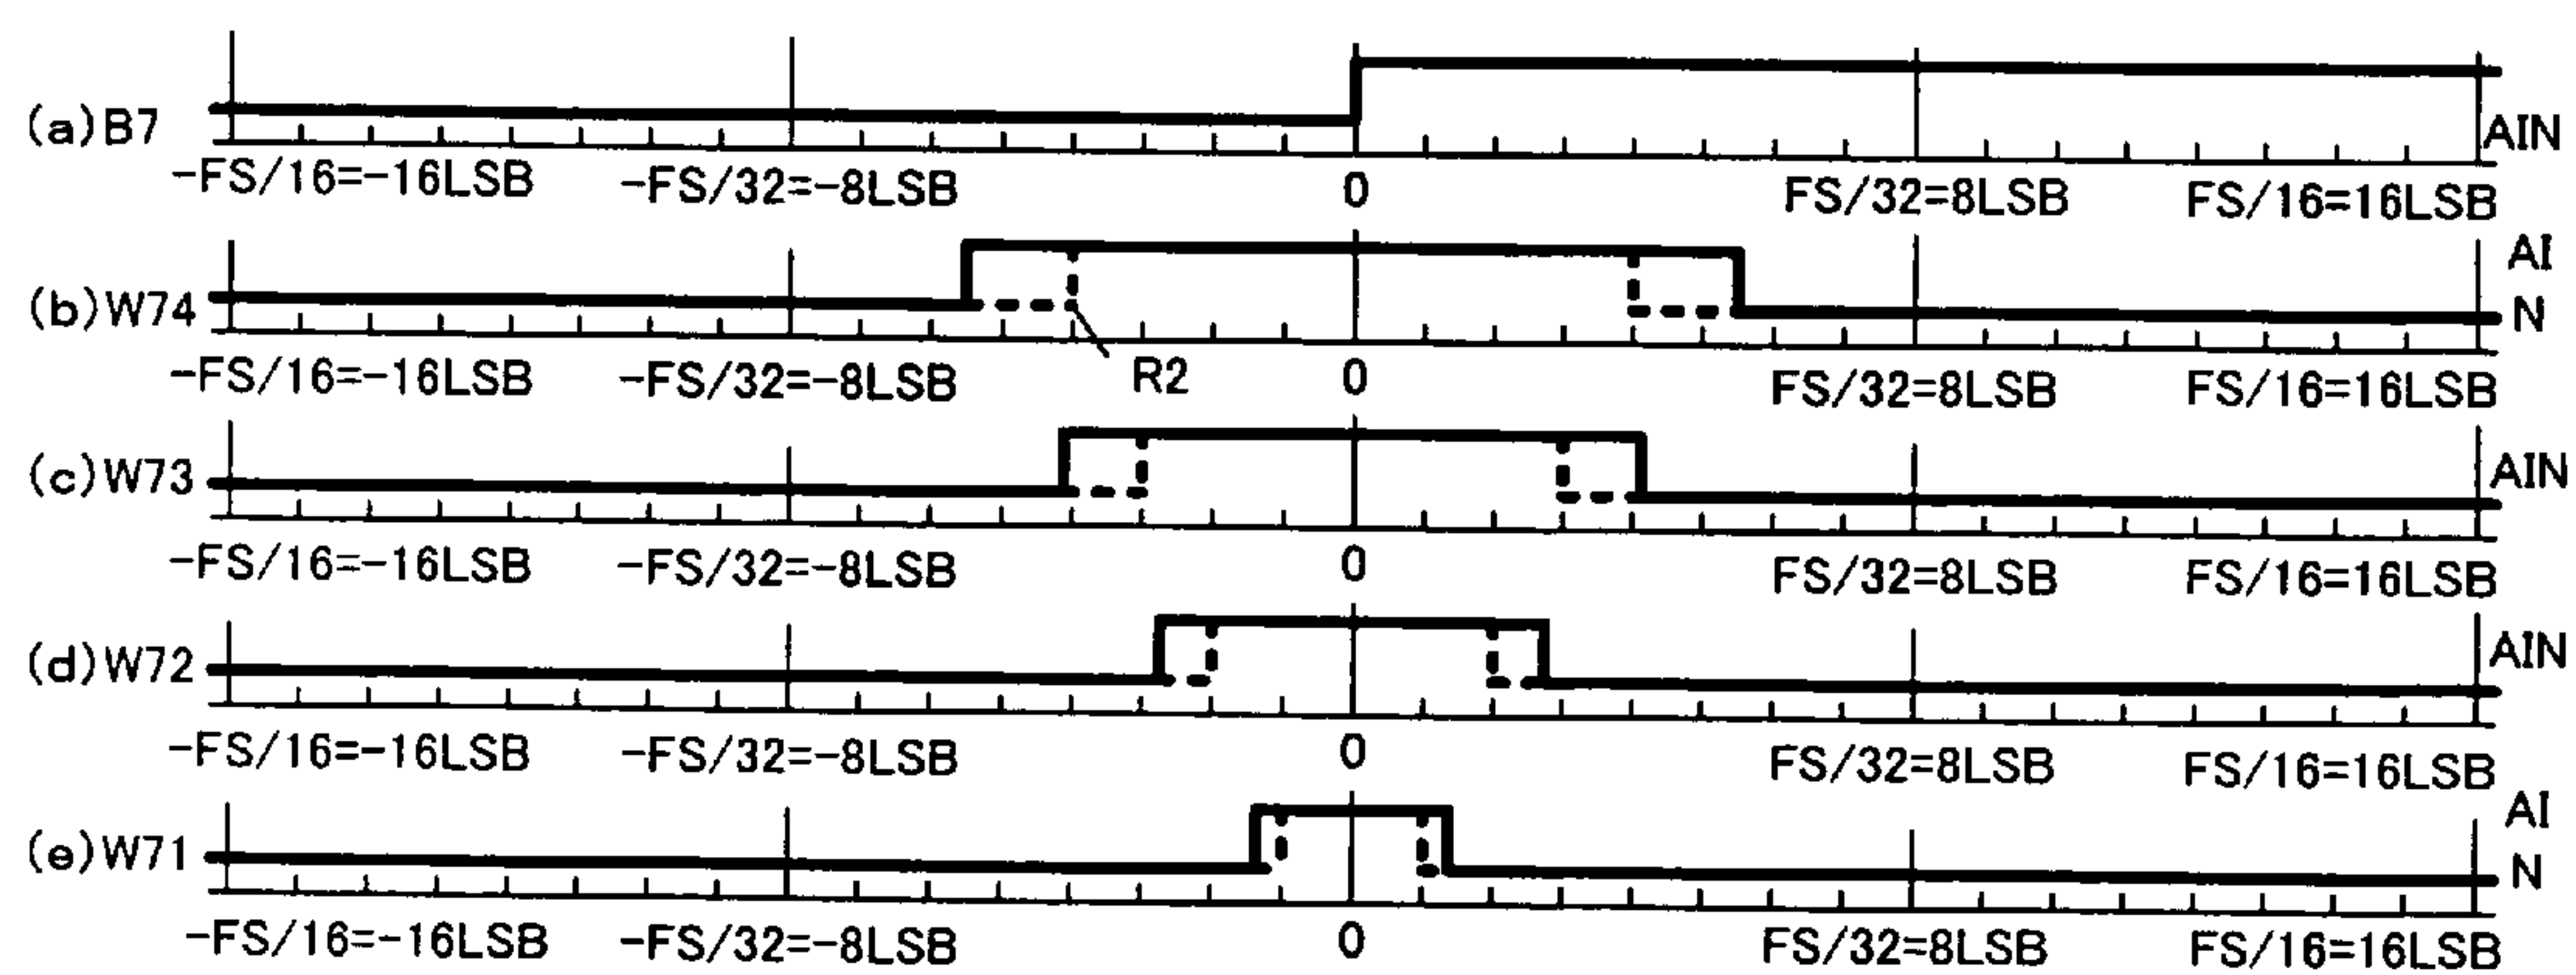 (a)B7
AIN
-FS/16=-16LSB -FS/32=-8LSB 0 FS/32=8LSB FS/16=16LSB
(b)W74
AI
N
-FS/16=-16LSB -FS/32=-8LSB R2 0 FS/32=8LSB FS/16=16LSB
(c)W73
AIN
-FS/16=-16LSB -FS/32=-8LSB 0 FS/32=8LSB FS/16=16LSB
(d)W72
AIN
-FS/16=-16LSB -FS/32=-8LSB 0 FS/32=8LSB FS/16=16LSB
(e)W71
AI
N
-FS/16=-16LSB -FS/32=-8LSB 0 FS/32=8LSB FS/16=16LSB